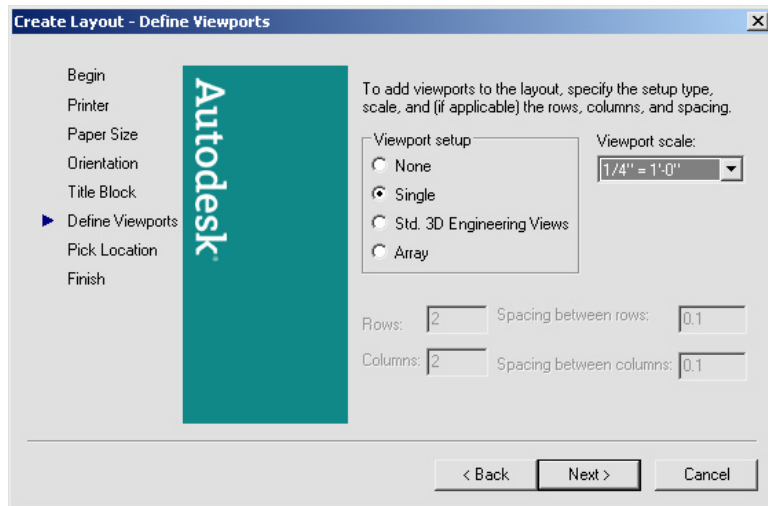 Create Layout - Define Viewports
Begin
Printer
Paper Size
Orientation
Title Block
Define Viewports
Pick Location
Finish
Autodesk®
To add viewports to the layout, specify the setup type,
scale, and (if applicable) the rows, columns, and spacing.
Viewport setup
None
Single
Std. 3D Engineering Views
Array
Viewport scale:
1/4" = 1'-0"
Rows: 2 Spacing between rows: 0.1
Columns: 2 Spacing between columns: 0.1
< Back Next > Cancel